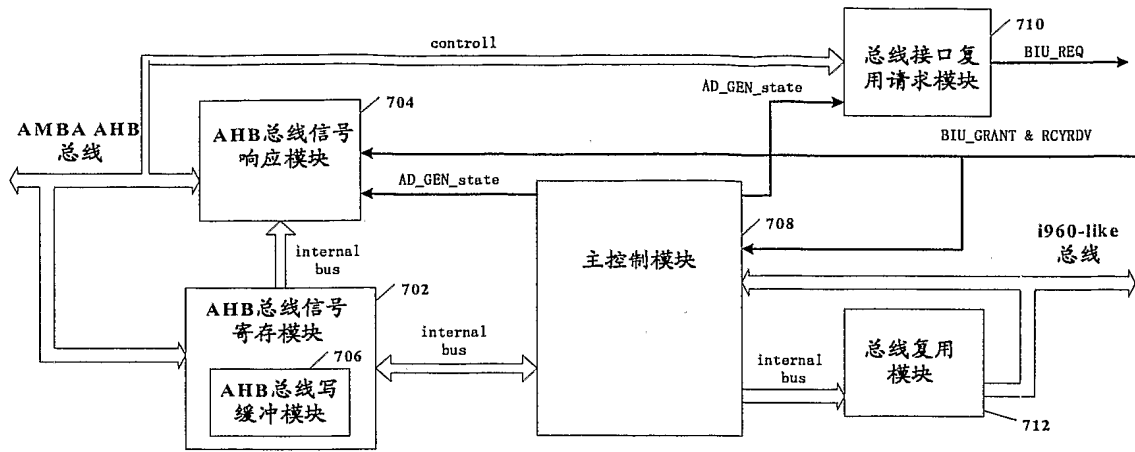 controll
710
总线接口复
用请求模块
BIU_REQ
AD_GEN_state
704
AMBA AHB
总线
AHB总线信号
响应模块
BIU_GRANT & RCYRDV
AD_GEN_state
708
i960-like
总线
internal
bus
主控制模块
702
AHB总线信号
寄存模块
internal
bus
706
AHB总线写
缓冲模块
internal
bus
总线复用
模块
712